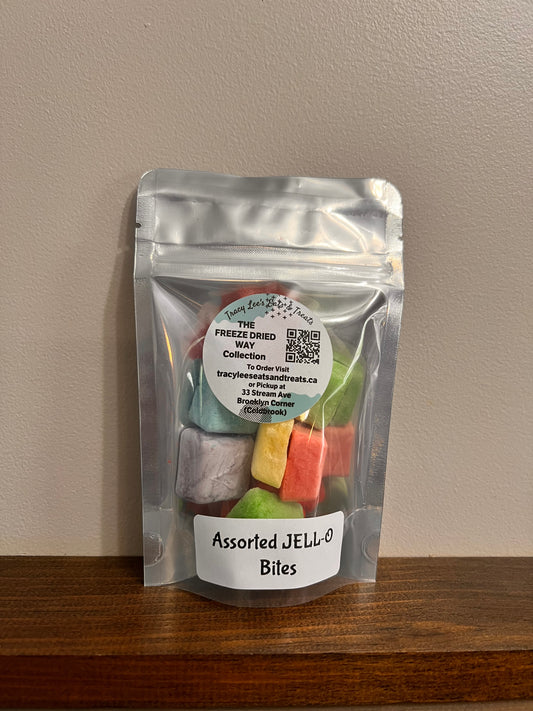 Tracy Lee's Eats & Treats
THE
FREEZE DRIED
WAY
Collection
To Order Visit
tracyleeseatsandtreats.ca
or Pickup at
33 Stream Ave
Brooklyn Corner
(Coldbrook)
Assorted JELL-O
Bites